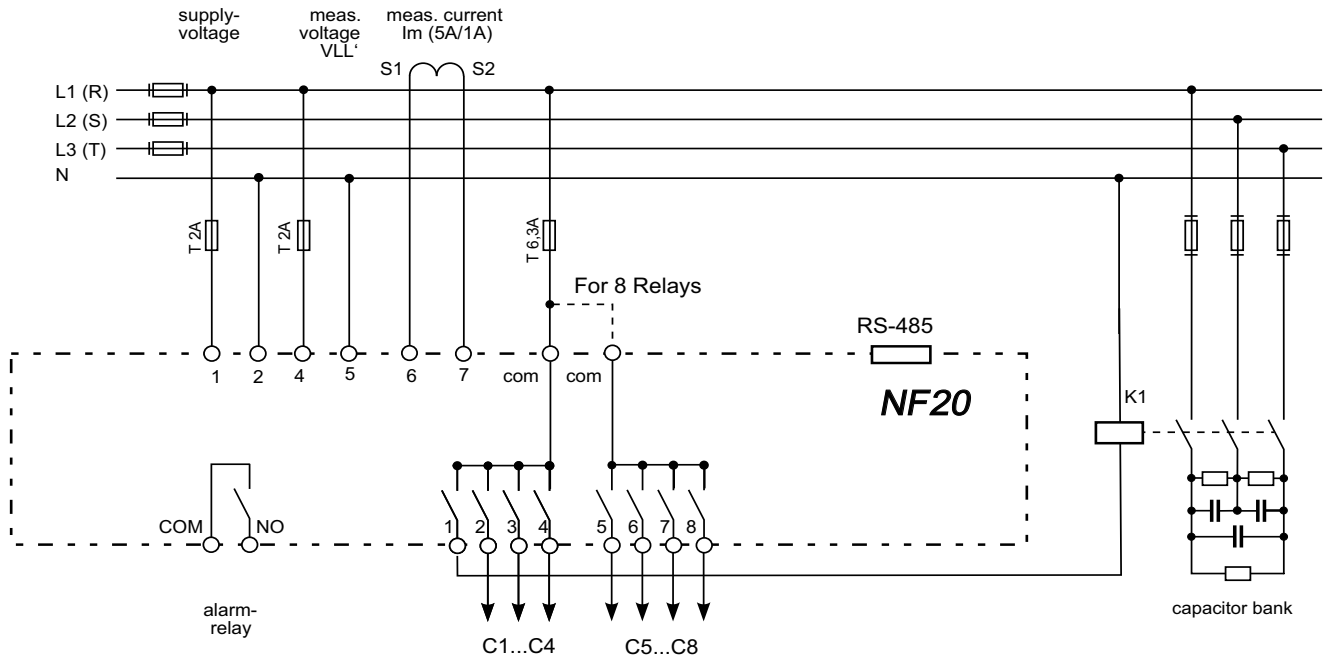 supply-
voltage
meas.
voltage
VLL‘
meas. current
Im (5A/1A)
S1
S2
L1 (R)
L2 (S)
L3 (T)
N
T 2A
T 2A
T 6,3A
For 8 Relays
RS-485
1
2
4
5
6
7
com
com
NF20
K1
COM
NO
1
2
3
4
5
6
7
8
alarm-
relay
C1...C4
C5...C8
capacitor bank